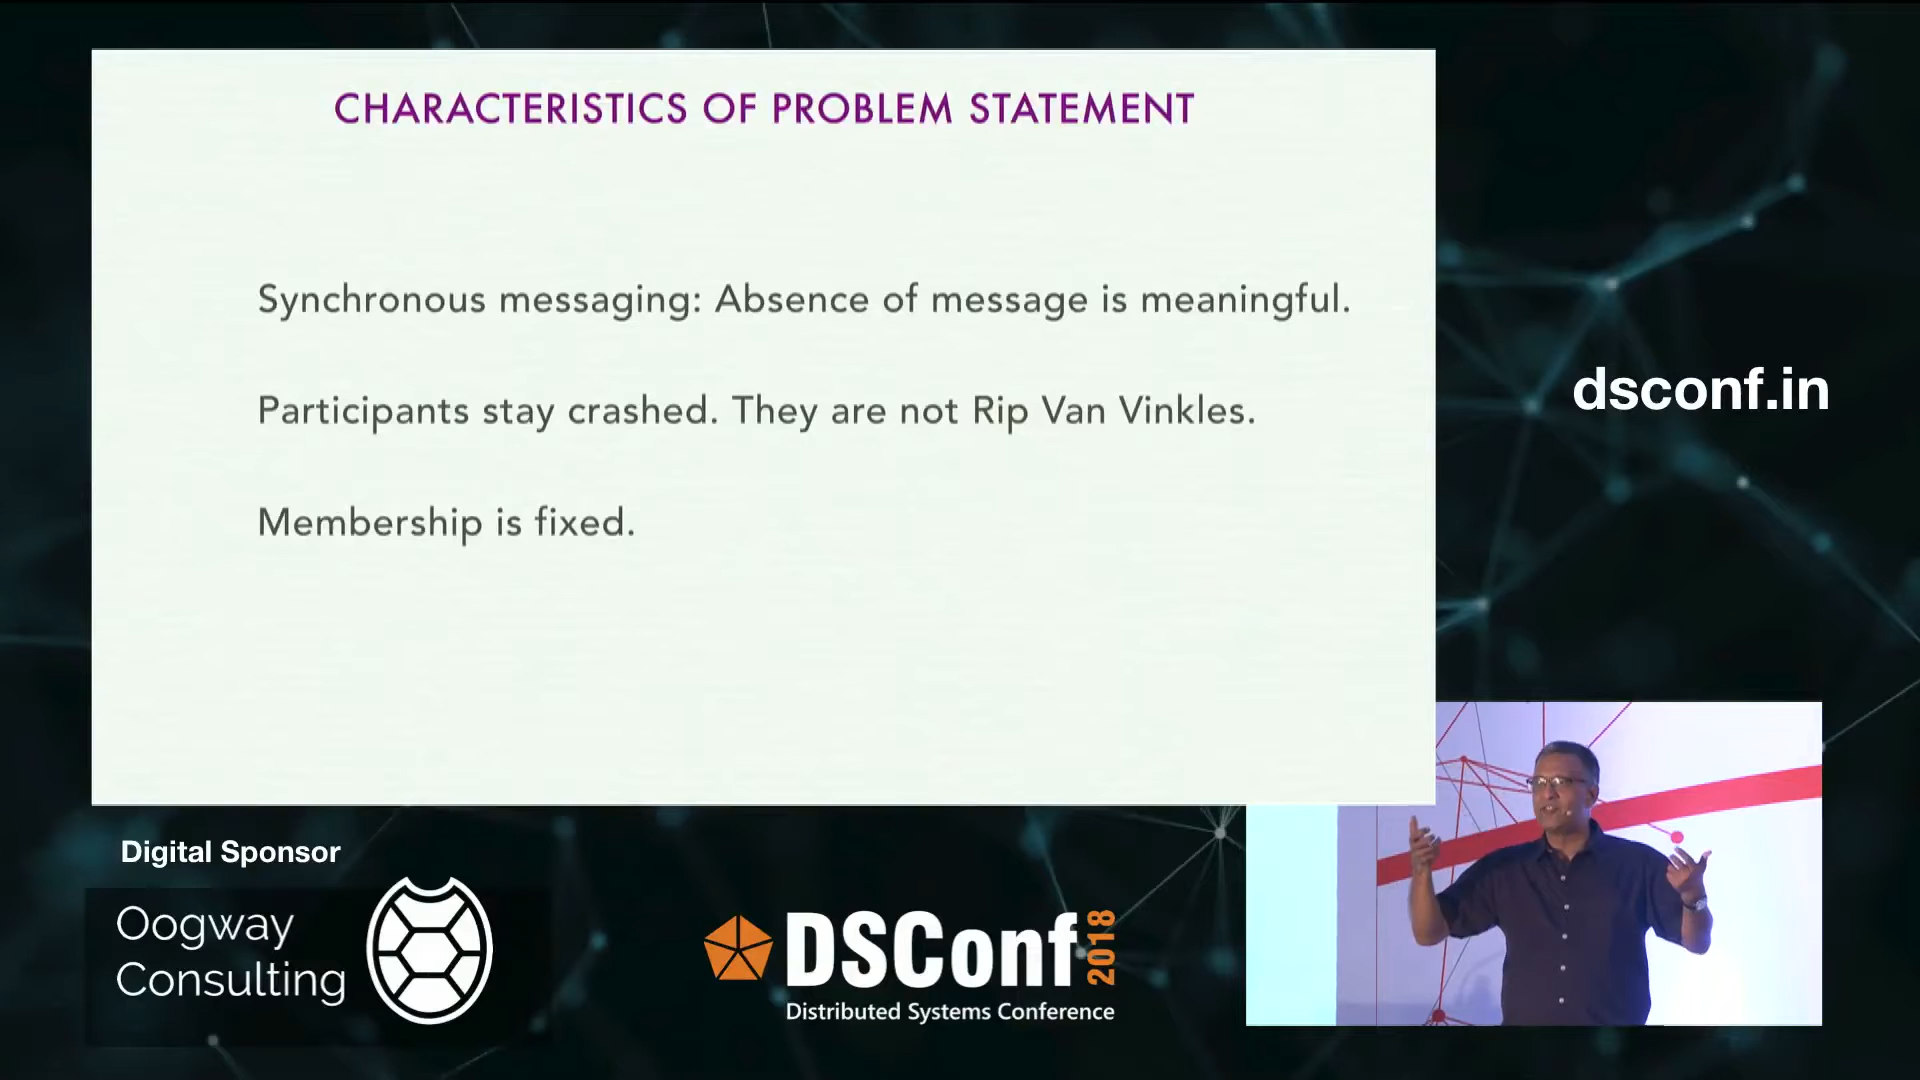 CHARACTERISTICS OF PROBLEM STATEMENT
Synchronous messaging: Absence of message is meaningful.
Participants stay crashed. They are not Rip Van Vinkles.
Membership is fixed.
dsconf.in
Digital Sponsor
Oogway
Consulting
DSConf 2018
Distributed Systems Conference